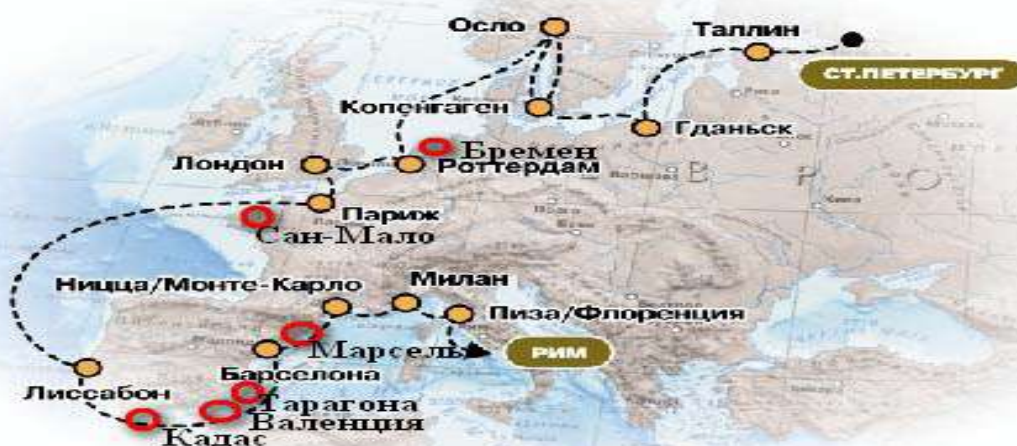 Осло
Таллин
СТ.ПЕТЕРБУРГ
Копенгаген
Гданьск
Бремен
Лондон
Роттердам
Париж
Сан-Мало
Милан
Ницца/Монте-Карло
Пиза/Флоренция
Марсель
РИМ
Барселона
Лиссабон
Тарагона
Валенция
Кадас